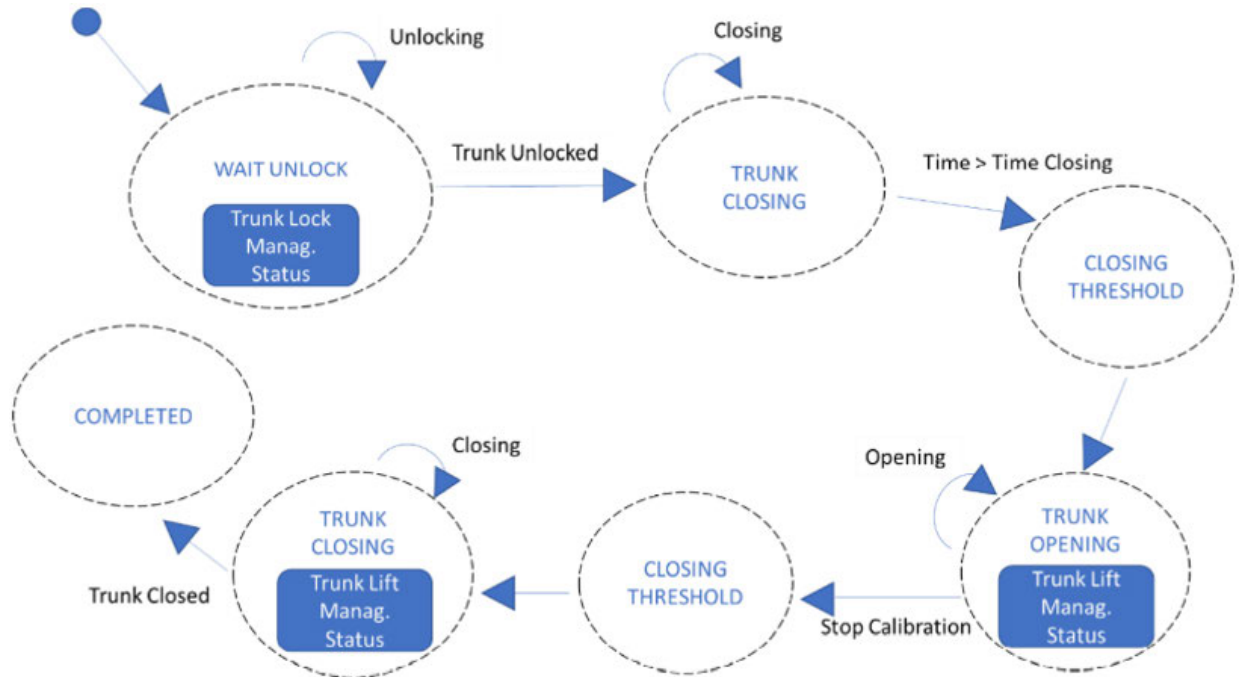 Unlocking
Closing
WAIT UNLOCK
Trunk Lock
Manag.
Status
Trunk Unlocked
TRUNK
CLOSING
Time > Time Closing
CLOSING
THRESHOLD
Opening
TRUNK
OPENING
Trunk Lift
Manag.
Status
Stop Calibration
CLOSING
THRESHOLD
Closing
TRUNK
CLOSING
Trunk Lift
Manag.
Status
Trunk Closed
COMPLETED